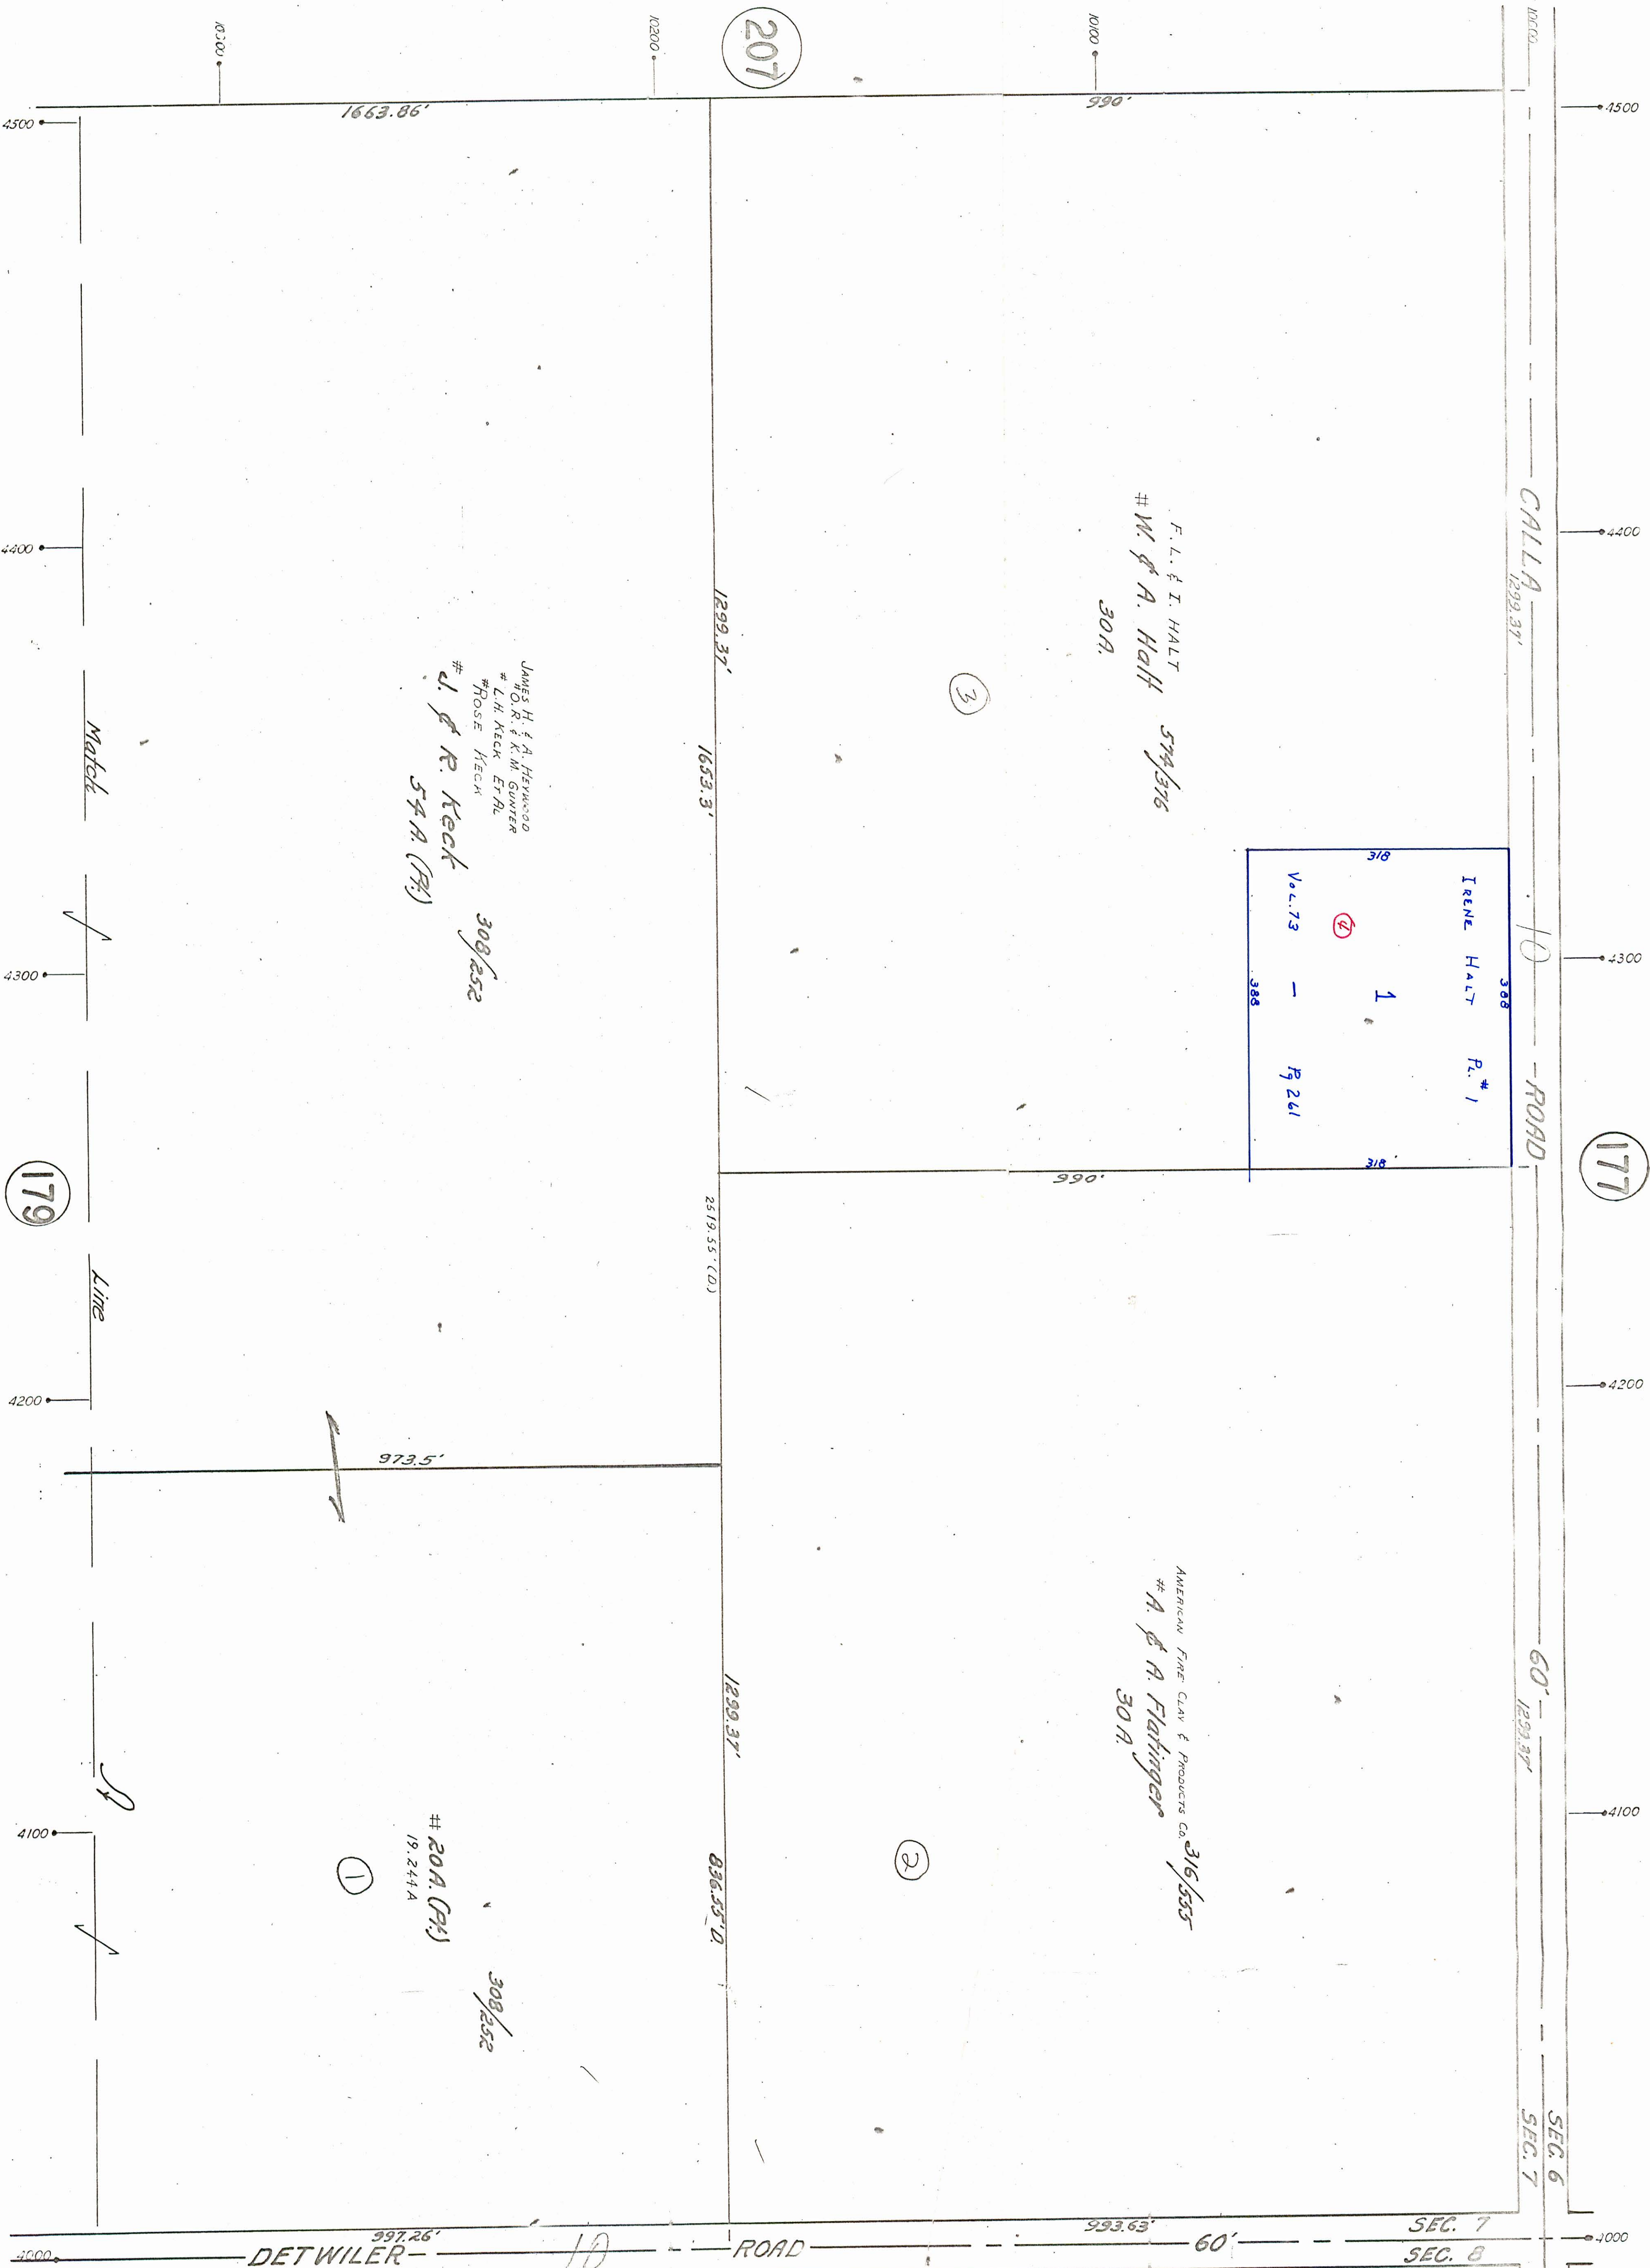 207
10300
10200
10100
4500
1663.86'
990'
4500
CALLA
ROAD
60'
1299.37'
1299.37'
4400
4400
F. L. & I. HALT
# W. & A. Halt 574/376
30A.
3
1299.37'
1653.3'
JAMES H. & A. HEYWOOD
# O.R. & K.M. GUNTER
# L.H. KECK ET AL
# ROSE KECK
# J. & R. Keck 308/252
54 A. (Pt.)
Match Line
318
388
IRENE HALT PL. # 1
1
4
VOL. 73 — Pg 261
388
318'
4300
4300
10
177
179
990'
2519.55' (D.)
4200
4200
973.5'
AMERICAN FIRE CLAY & PRODUCTS CO. 316/555
# A. & A. Flatinger
30 A.
2
1299.37'
836.55' D.
4100
4100
# 20A. (Pt.) 308/252
19.244 A
1
SEC. 6
SEC. 7
997.26'
993.63'
SEC. 7
4000
DETWILER
10
ROAD
60'
SEC. 8
4000